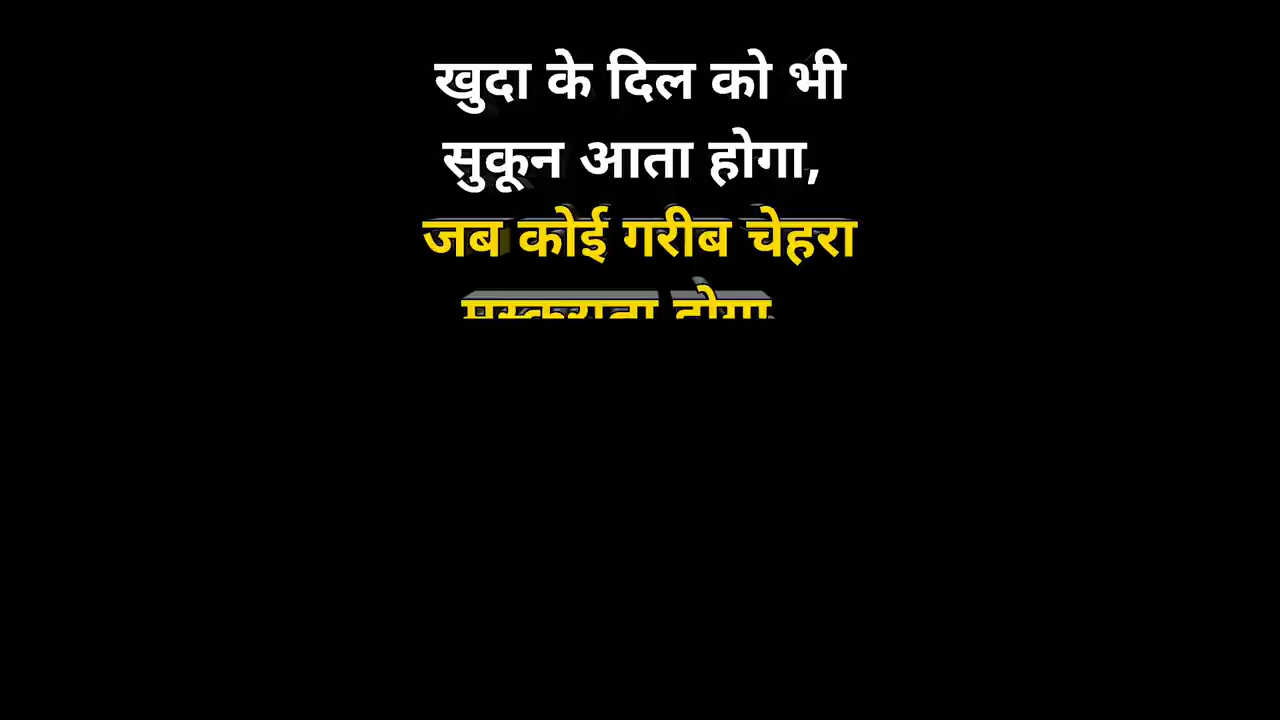 खुदा के दिल को भी
सुकून आता होगा,
जब कोई गरीब चेहरा
मुस्कुराता होगा